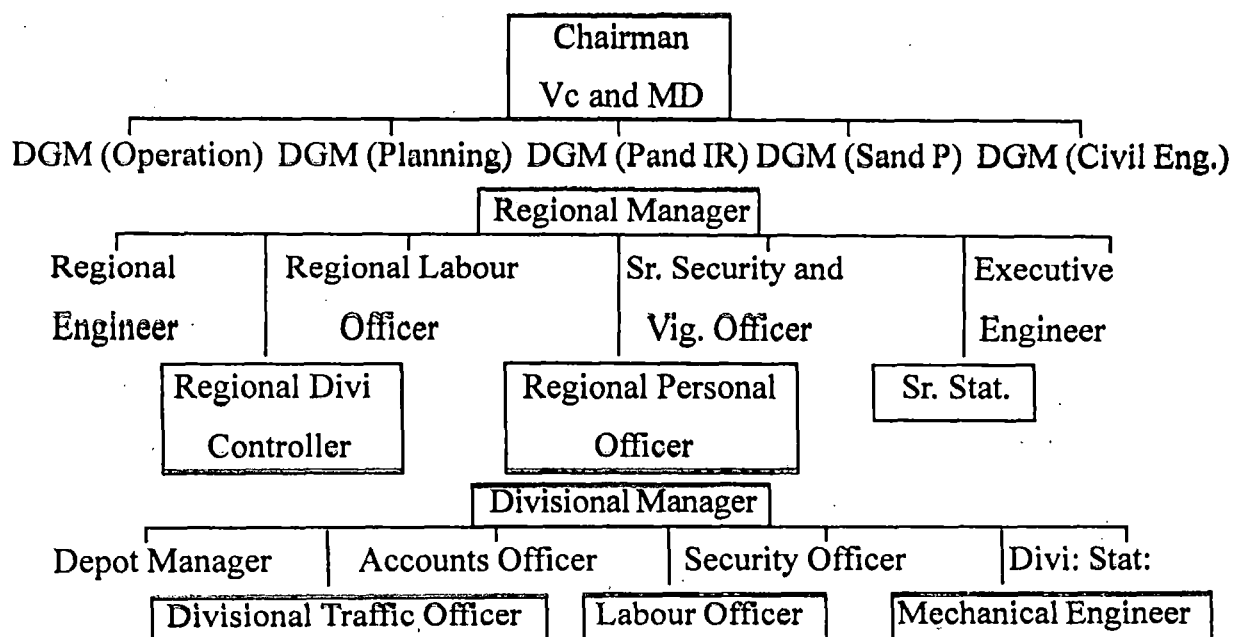 Chairman
Vc and MD
DGM (Operation) DGM (Planning) DGM (Pand IR) DGM (Sand P) DGM (Civil Eng.)
Regional Manager
Regional Regional Labour Sr. Security and Executive
Engineer Officer Vig. Officer Engineer
Regional Divi Regional Personal Sr. Stat.
Controller Officer
Divisional Manager
Depot Manager Accounts Officer Security Officer Divi: Stat:
Divisional Traffic Officer Labour Officer Mechanical Engineer